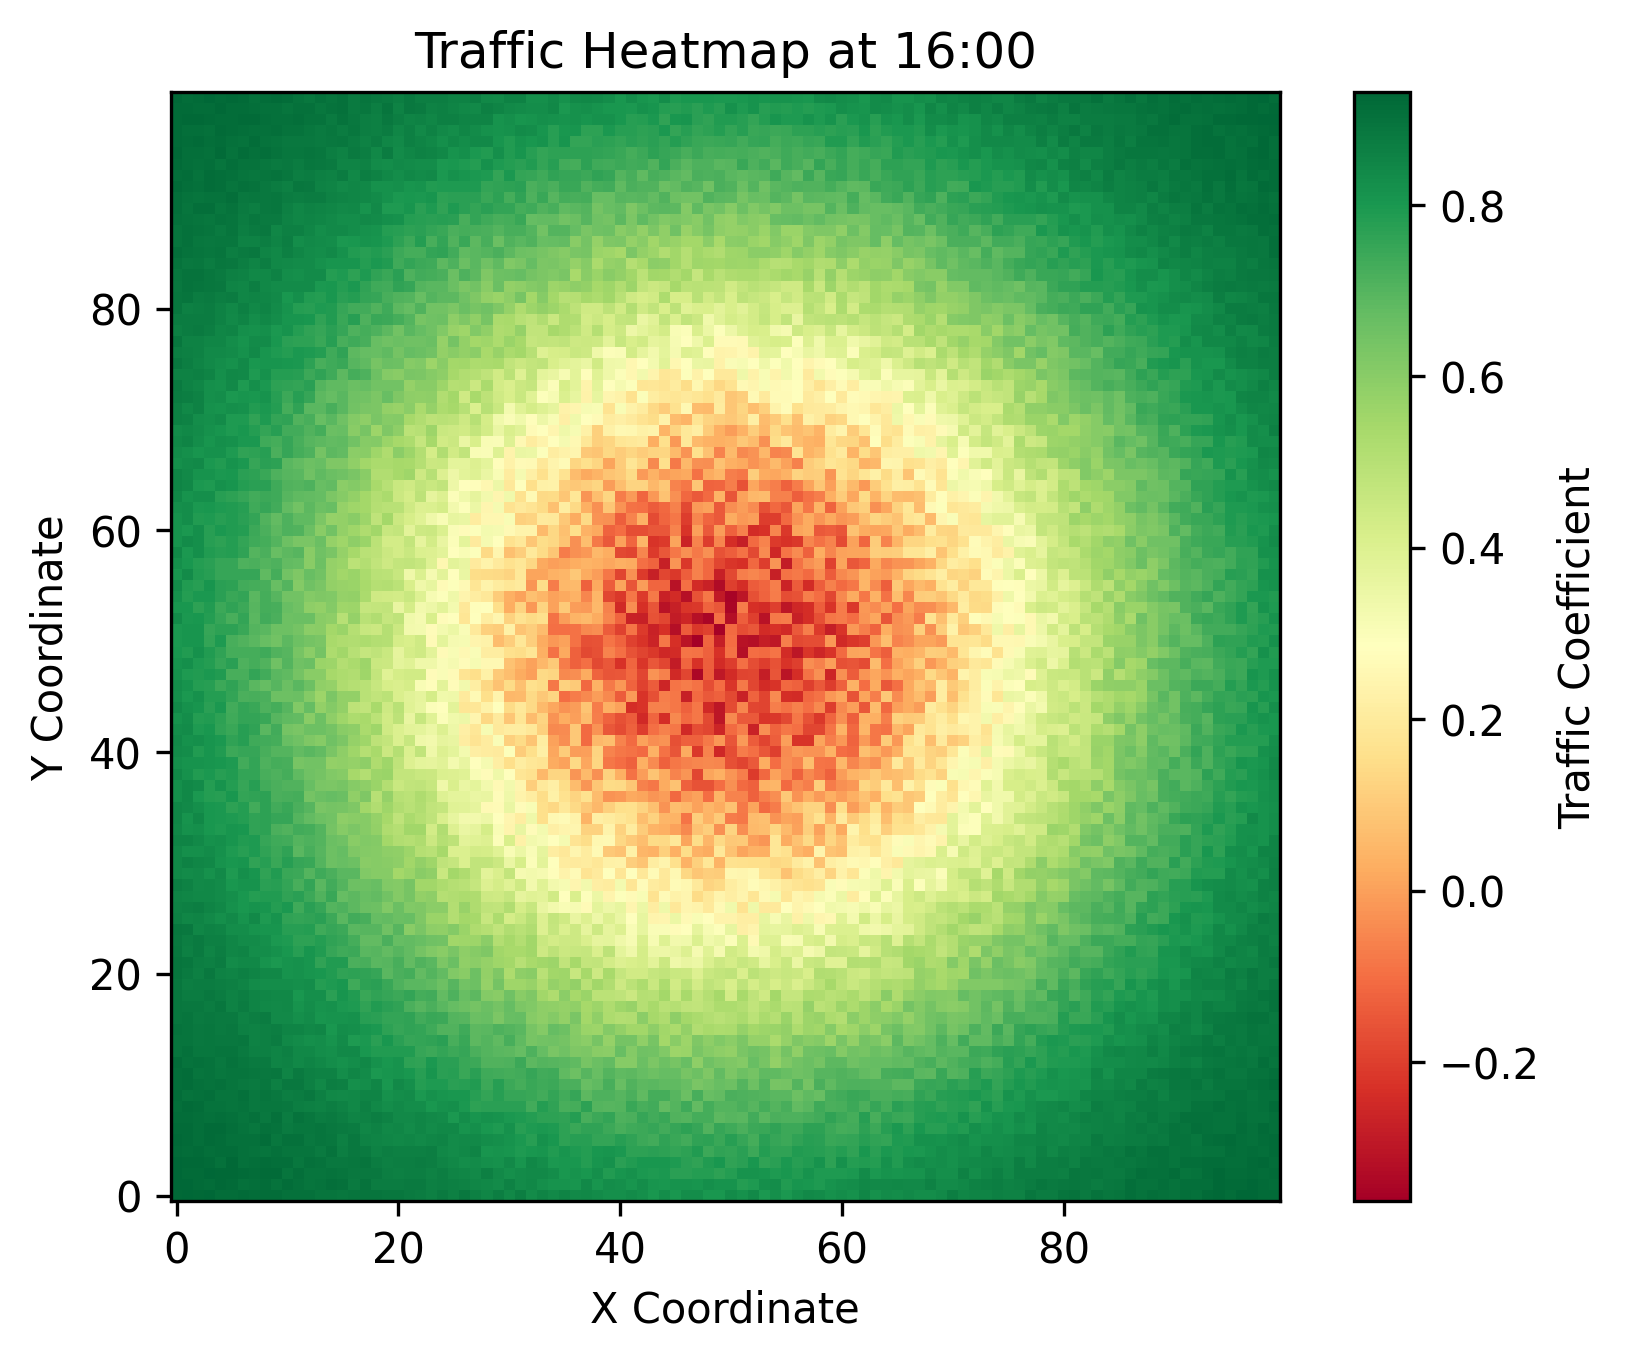 Traffic Heatmap at 16:00
Y Coordinate
80
60
40
20
0
0 20 40 60 80
X Coordinate
0.8
0.6
0.4
0.2
0.0
−0.2
Traffic Coefficient